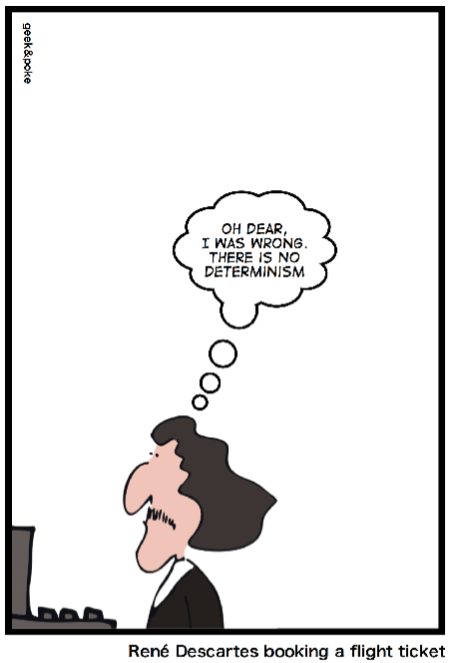 geek&poke
OH DEAR,
I WAS WRONG.
THERE IS NO
DETERMINISM
René Descartes booking a flight ticket